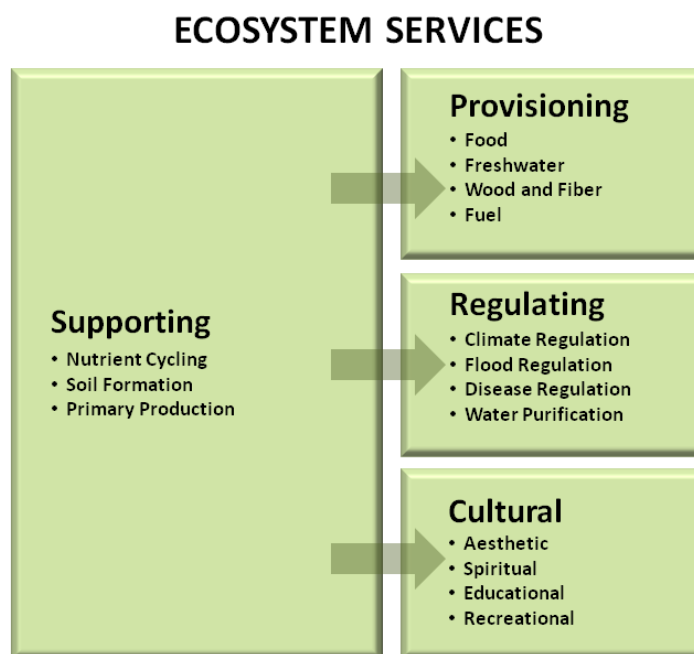 ECOSYSTEM SERVICES
Supporting
• Nutrient Cycling
• Soil Formation
• Primary Production
Provisioning
• Food
• Freshwater
• Wood and Fiber
• Fuel
Regulating
• Climate Regulation
• Flood Regulation
• Disease Regulation
• Water Purification
Cultural
• Aesthetic
• Spiritual
• Educational
• Recreational